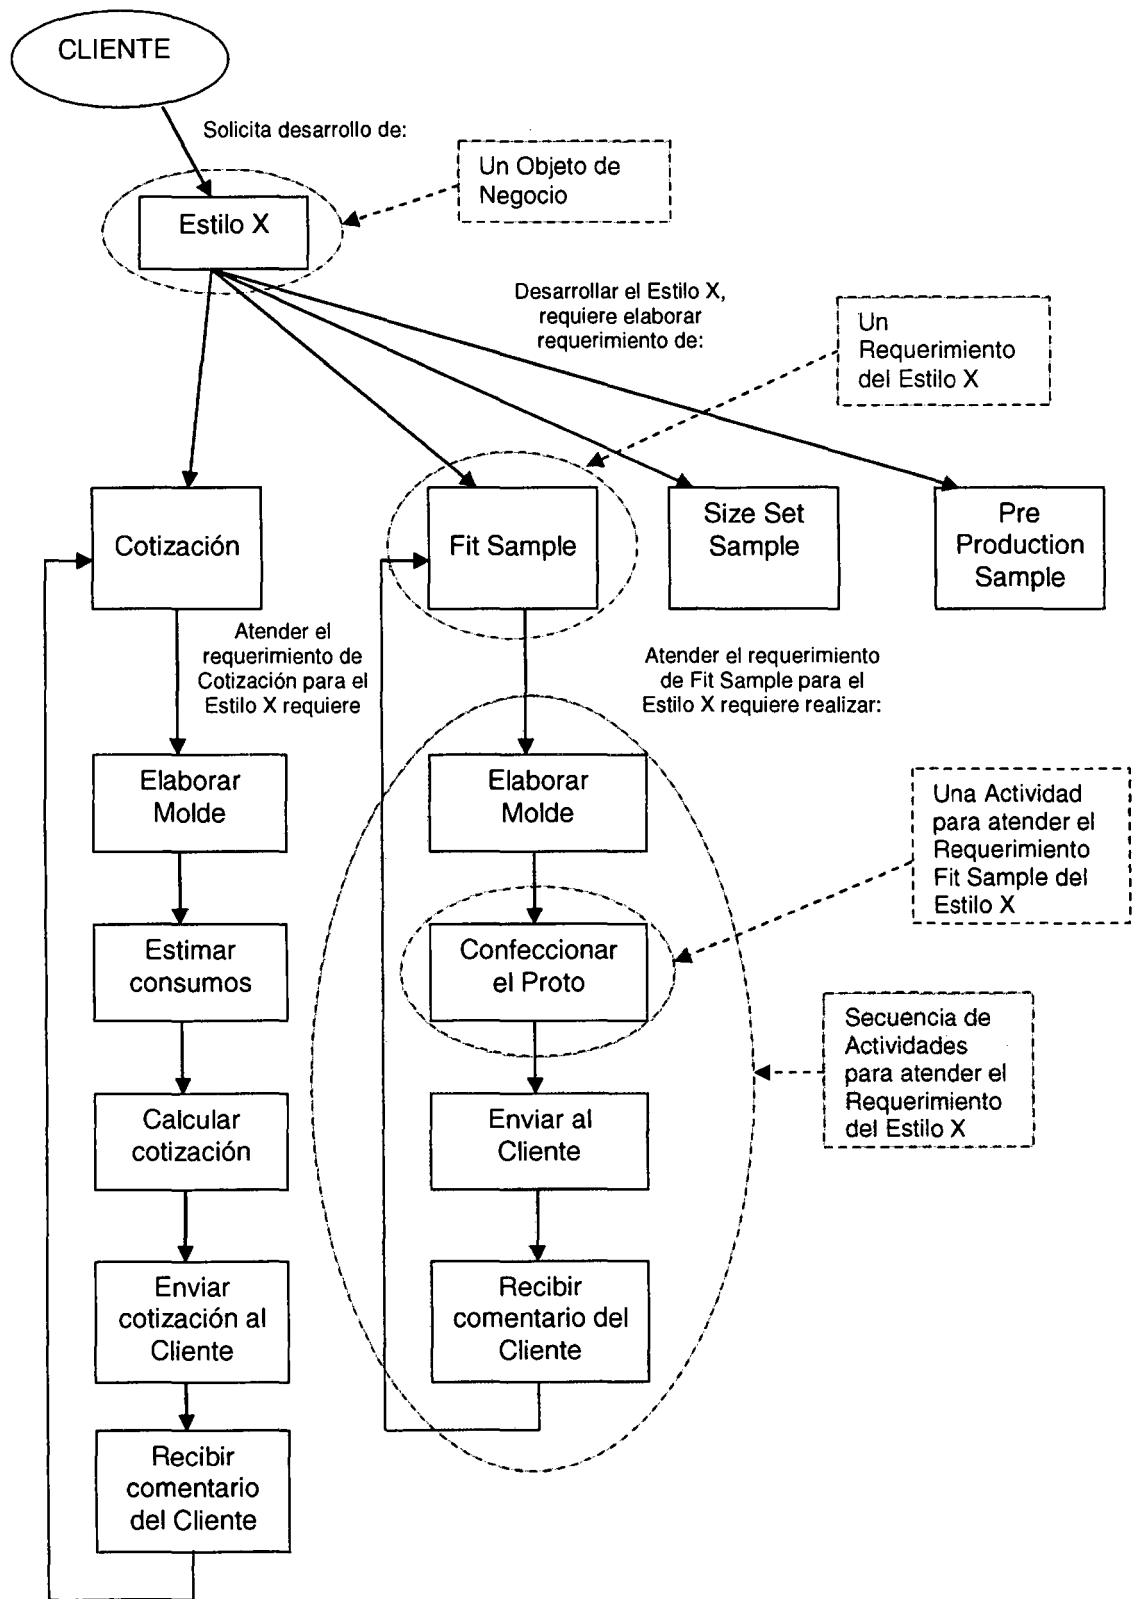 CLIENTE
Solicita desarrollo de:
Un Objeto de
Negocio
Estilo X
Desarrollar el Estilo X,
requiere elaborar
requerimiento de:
Un
Requerimiento
del Estilo X
Cotización
Fit Sample
Size Set
Sample
Pre
Production
Sample
Atender el
requerimiento de
Cotización para el
Estilo X requiere
Atender el requerimiento
de Fit Sample para el
Estilo X requiere realizar:
Elaborar
Molde
Elaborar
Molde
Una Actividad
para atender el
Requerimiento
Fit Sample del
Estilo X
Estimar
consumos
Confeccionar
el Proto
Secuencia de
Actividades
para atender el
Requerimiento
del Estilo X
Calcular
cotización
Enviar al
Cliente
Enviar
cotización al
Cliente
Recibir
comentario del
Cliente
Recibir
comentario
del Cliente